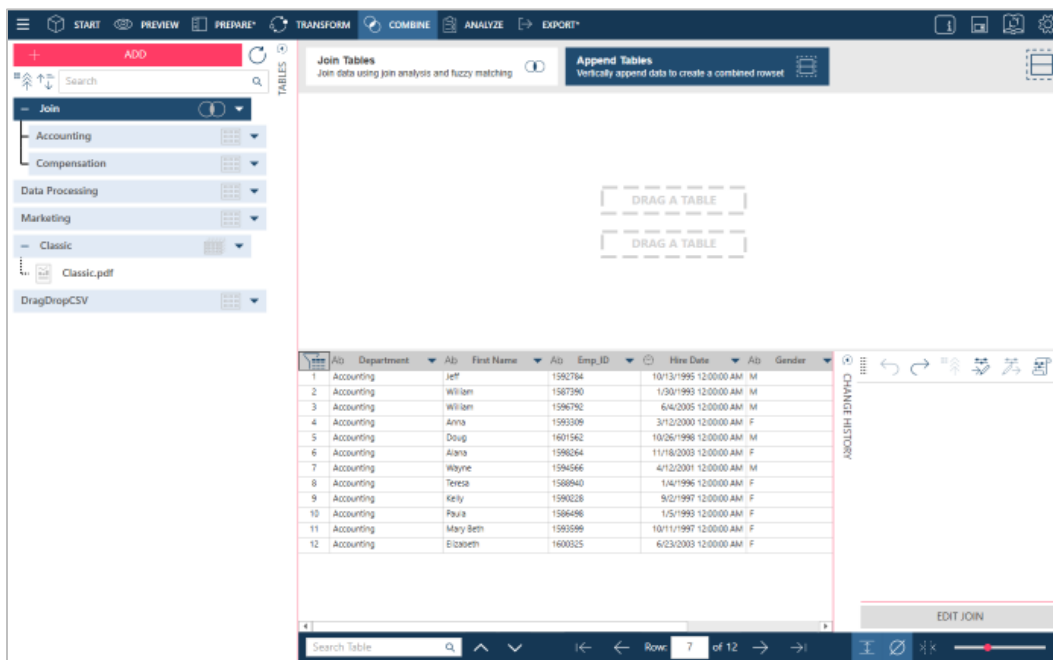 START PREVIEW PREPARE* TRANSFORM COMBINE ANALYZE EXPORT*
ADD
TABLES
Search
Join
Accounting
Compensation
Data Processing
Marketing
Classic
Classic.pdf
DragDropCSV
Join Tables
Join data using join analysis and fuzzy matching
Append Tables
Vertically append data to create a combined rowset
DRAG A TABLE
DRAG A TABLE
Ab Department Ab First Name Ab Emp_ID Hire Date Ab Gender
1 Accounting Jeff 1592784 10/13/1995 12:00:00 AM M
2 Accounting William 1587390 1/30/1993 12:00:00 AM M
3 Accounting William 1596792 6/4/2005 12:00:00 AM M
4 Accounting Anna 1593309 3/12/2000 12:00:00 AM F
5 Accounting Doug 1601562 10/26/1998 12:00:00 AM M
6 Accounting Alana 1598264 11/18/2003 12:00:00 AM F
7 Accounting Wayne 1594566 4/12/2001 12:00:00 AM M
8 Accounting Teresa 1588940 1/4/1996 12:00:00 AM F
9 Accounting Kelly 1590228 9/2/1997 12:00:00 AM F
10 Accounting Paula 1586498 1/5/1993 12:00:00 AM F
11 Accounting Mary Beth 1593599 10/11/1997 12:00:00 AM F
12 Accounting Elizabeth 1600325 6/23/2003 12:00:00 AM F
CHANGE HISTORY
EDIT JOIN
Search Table Row: 7 of 12